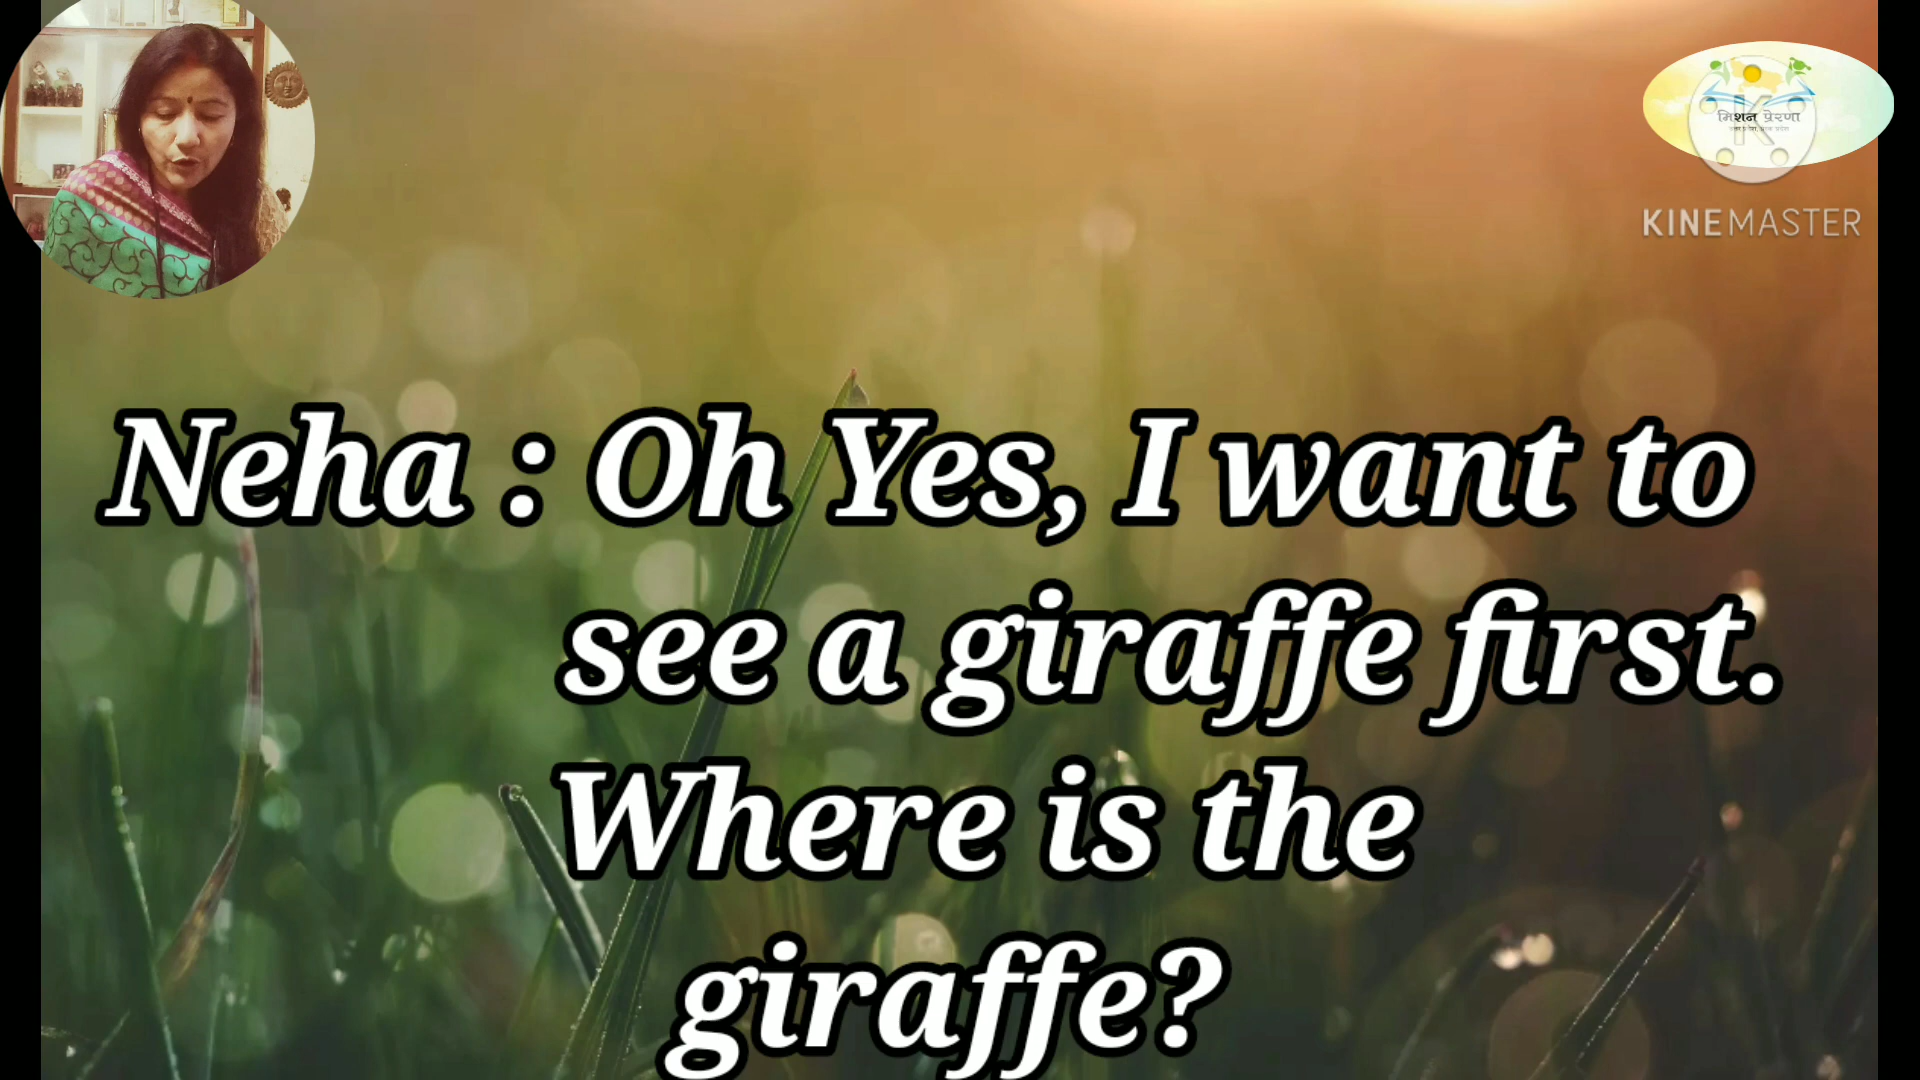 मिशन प्रेरणा
KINEMASTER
Neha : Oh Yes, I want to
see a giraffe first.
Where is the
giraffe?